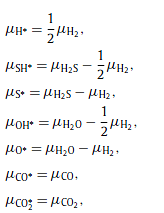 μH* = 1/2 μH₂,
μSH* = μH₂S − 1/2 μH₂,
μS* = μH₂S − μH₂,
μOH* = μH₂O − 1/2 μH₂,
μO* = μH₂O − μH₂,
μCO* = μCO,
μCO₂* = μCO₂,